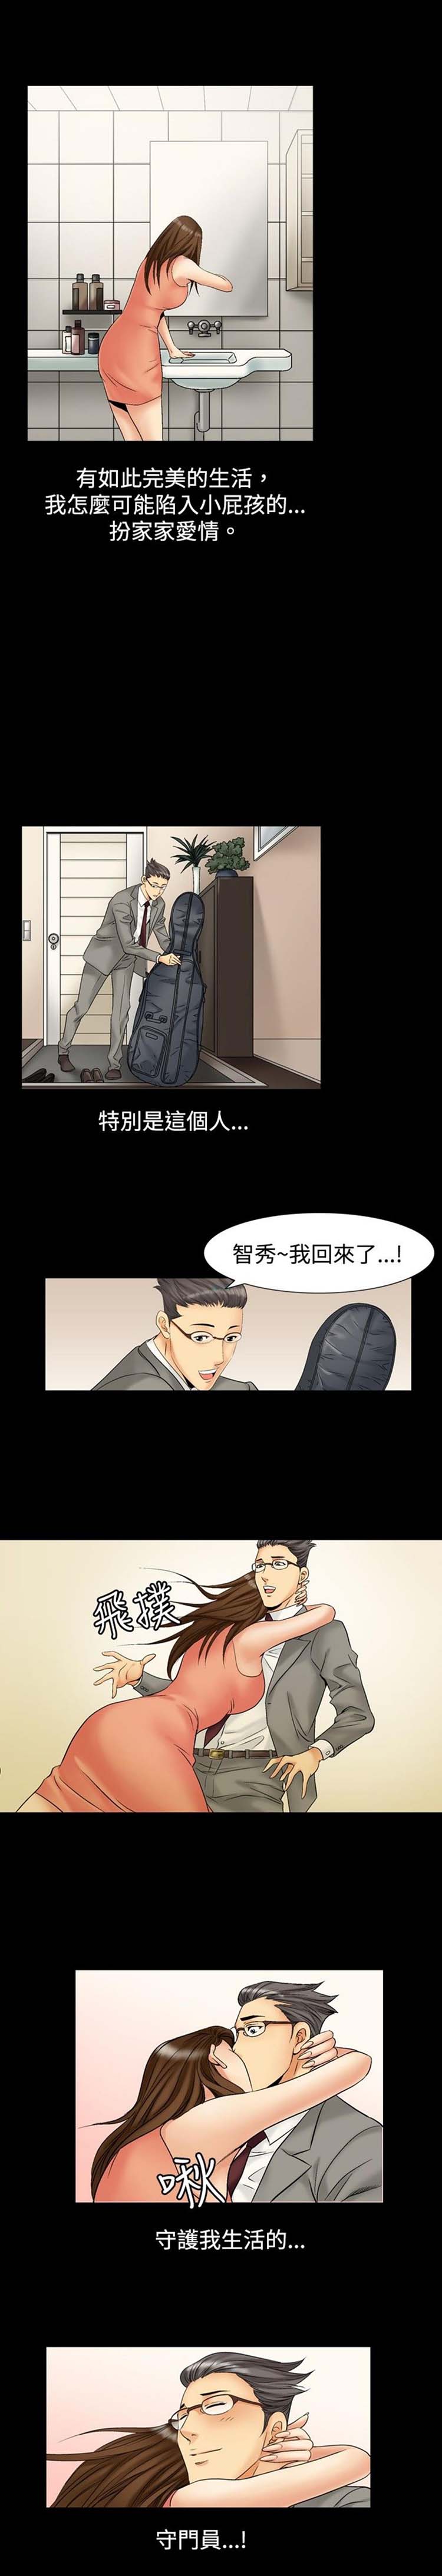 有如此完美的生活，
我怎麼可能陷入小屁孩的...
扮家家愛情。
特別是這個人...
智秀~我回來了...!
飛撲
啾
守護我生活的...
守門員...!